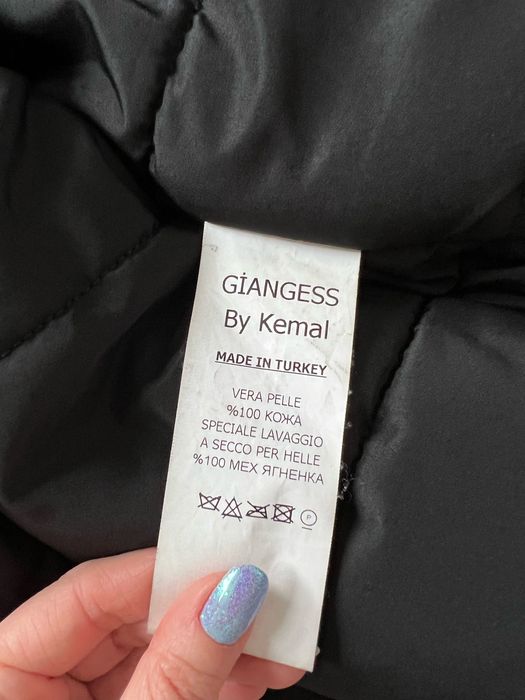 GİANGESS
By Kemal
MADE IN TURKEY
VERA PELLE
%100 КОЖА
SPECIALE LAVAGGIO
A SECCO PER HELLE
%100 МЕХ ЯГНЕНКА
P